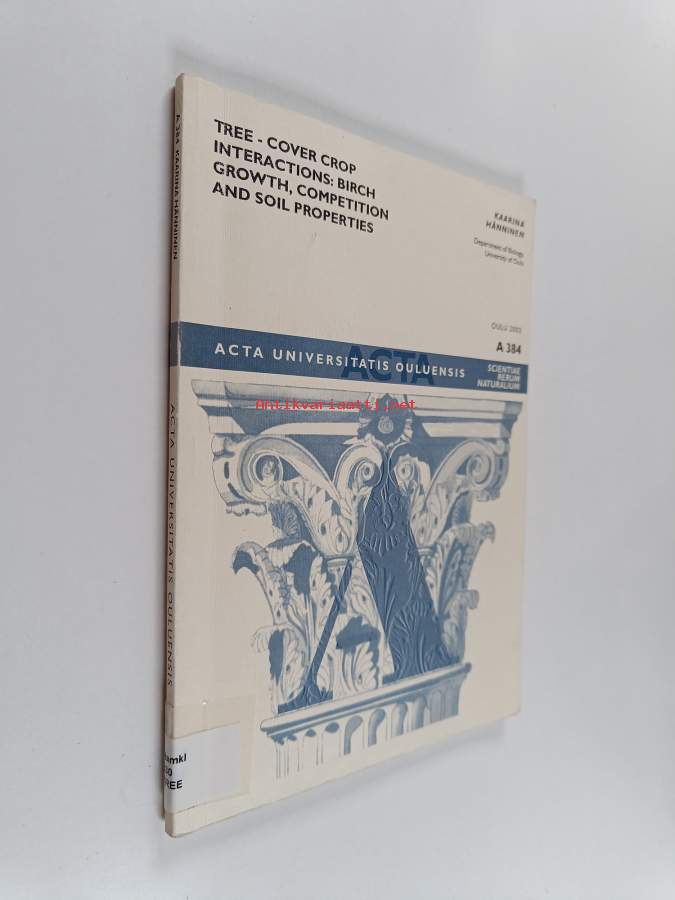 TREE - COVER CROP
INTERACTIONS: BIRCH
GROWTH, COMPETITION
AND SOIL PROPERTIES
KAARINA
HÄNNINEN
Department of Biology,
University of Oulu
OULU 2002
A 384
ACTA
ACTA UNIVERSITATIS OULUENSIS
SCIENTIAE
RERUM
NATURALIUM
antikvariaatti.net
A 384 KAARINA HÄNNINEN
ACTA UNIVERSITATIS OULUENSIS